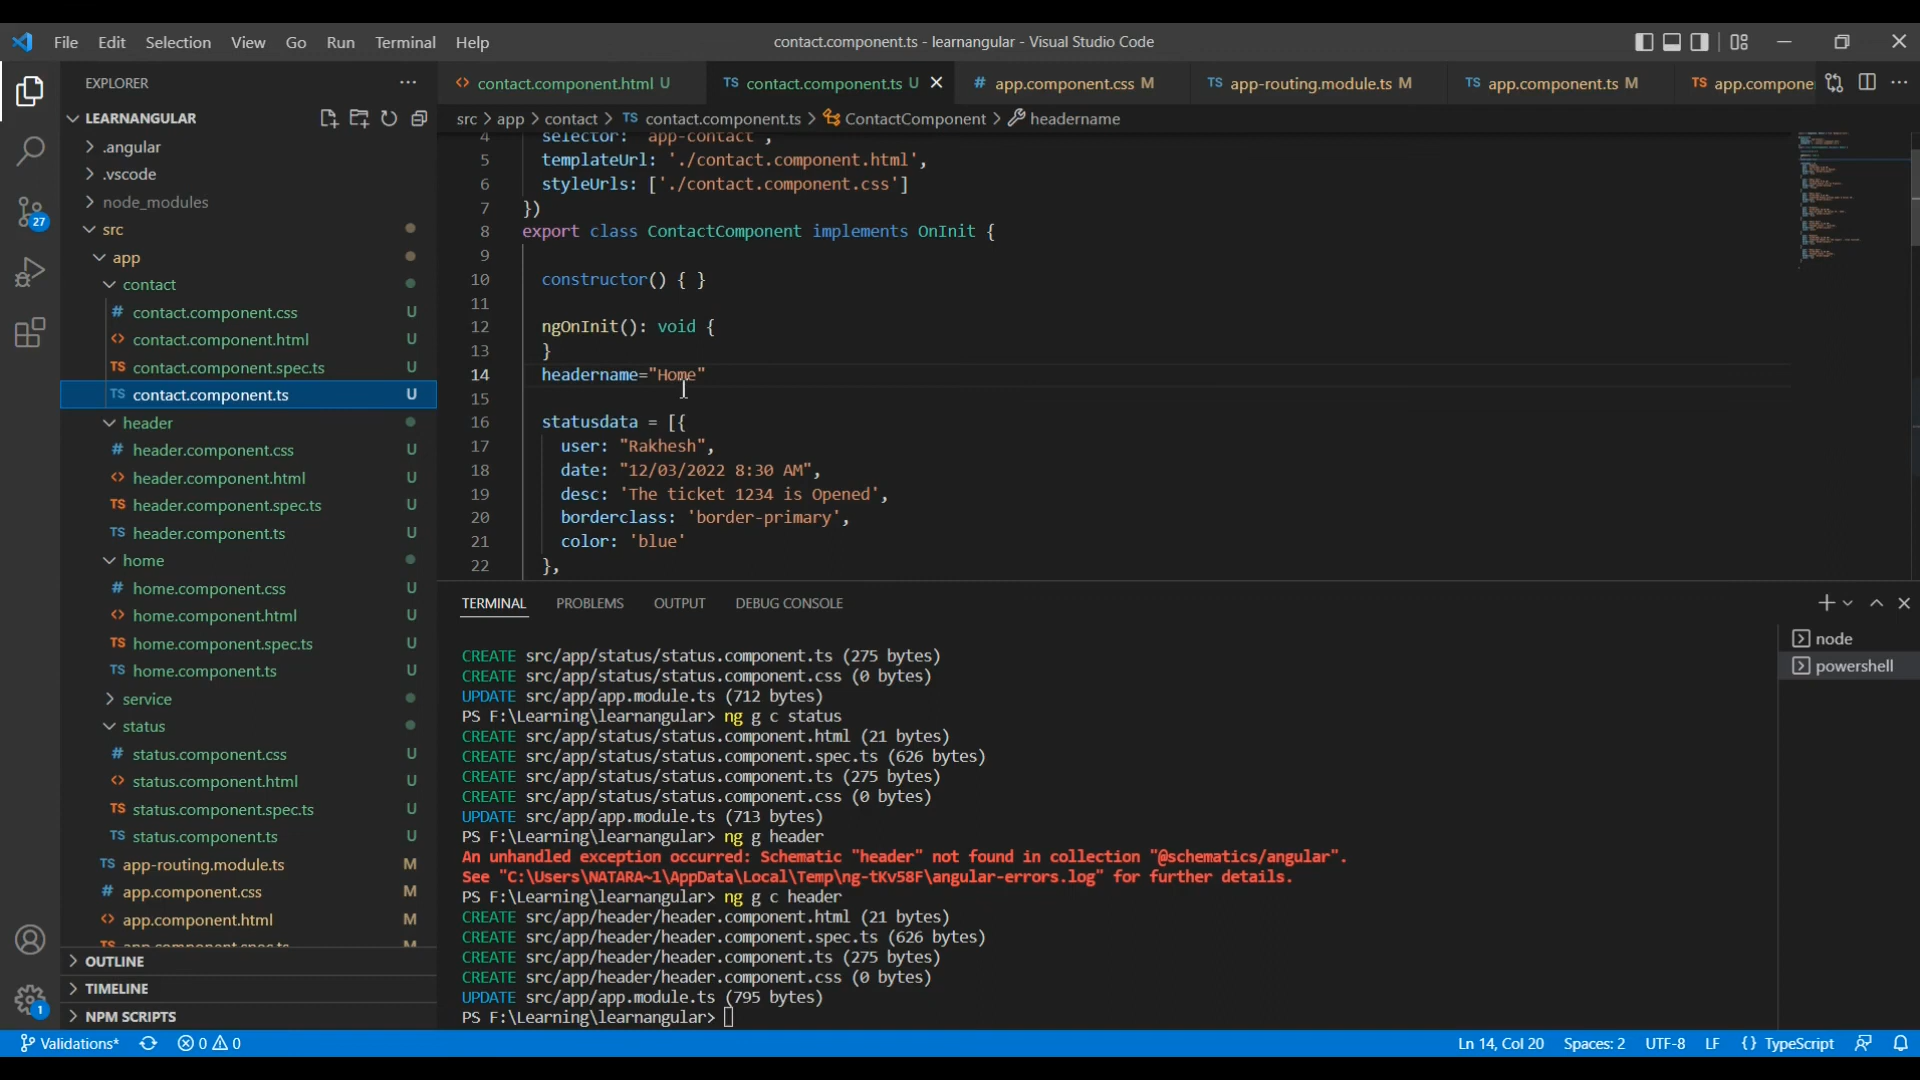 File Edit Selection View Go Run Terminal Help
contact.component.ts - learnangular - Visual Studio Code
EXPLORER
contact.component.html U
TS contact.component.ts U
# app.component.css M
TS app-routing.module.ts M
TS app.component.ts M
TS app.compone
LEARNANGULAR
src > app > contact > TS contact.component.ts > ContactComponent > headername
.angular
.vscode
node_modules
src
app
contact
# contact.component.css U
<> contact.component.html U
TS contact.component.spec.ts U
TS contact.component.ts U
header
# header.component.css U
<> header.component.html U
TS header.component.spec.ts U
TS header.component.ts U
home
# home.component.css U
<> home.component.html U
TS home.component.spec.ts U
TS home.component.ts U
service
status
# status.component.css U
<> status.component.html U
TS status.component.spec.ts U
TS status.component.ts U
TS app-routing.module.ts M
# app.component.css M
<> app.component.html M
TS app.component.spec.ts M
OUTLINE
TIMELINE
NPM SCRIPTS
27
1
4 selector: 'app-contact',
5 templateUrl: './contact.component.html',
6 styleUrls: ['./contact.component.css']
7 })
8 export class ContactComponent implements OnInit {
9
10 constructor() { }
11
12 ngOnInit(): void {
13 }
14 headername="Home"
15
16 statusdata = [{
17 user: "Rakhesh",
18 date: "12/03/2022 8:30 AM",
19 desc: 'The ticket 1234 is Opened',
20 borderclass: 'border-primary',
21 color: 'blue'
22 },
TERMINAL PROBLEMS OUTPUT DEBUG CONSOLE
node
powershell
CREATE src/app/status/status.component.ts (275 bytes)
CREATE src/app/status/status.component.css (0 bytes)
UPDATE src/app/app.module.ts (712 bytes)
PS F:\Learning\learnangular> ng g c status
CREATE src/app/status/status.component.html (21 bytes)
CREATE src/app/status/status.component.spec.ts (626 bytes)
CREATE src/app/status/status.component.ts (275 bytes)
CREATE src/app/status/status.component.css (0 bytes)
UPDATE src/app/app.module.ts (713 bytes)
PS F:\Learning\learnangular> ng g header
An unhandled exception occurred: Schematic "header" not found in collection "@schematics/angular".
See "C:\Users\NATARA~1\AppData\Local\Temp\ng-tKv58F\angular-errors.log" for further details.
PS F:\Learning\learnangular> ng g c header
CREATE src/app/header/header.component.html (21 bytes)
CREATE src/app/header/header.component.spec.ts (626 bytes)
CREATE src/app/header/header.component.ts (275 bytes)
CREATE src/app/header/header.component.css (0 bytes)
UPDATE src/app/app.module.ts (795 bytes)
PS F:\Learning\learnangular>
Validations* 0 0
Ln 14, Col 20 Spaces: 2 UTF-8 LF {} TypeScript